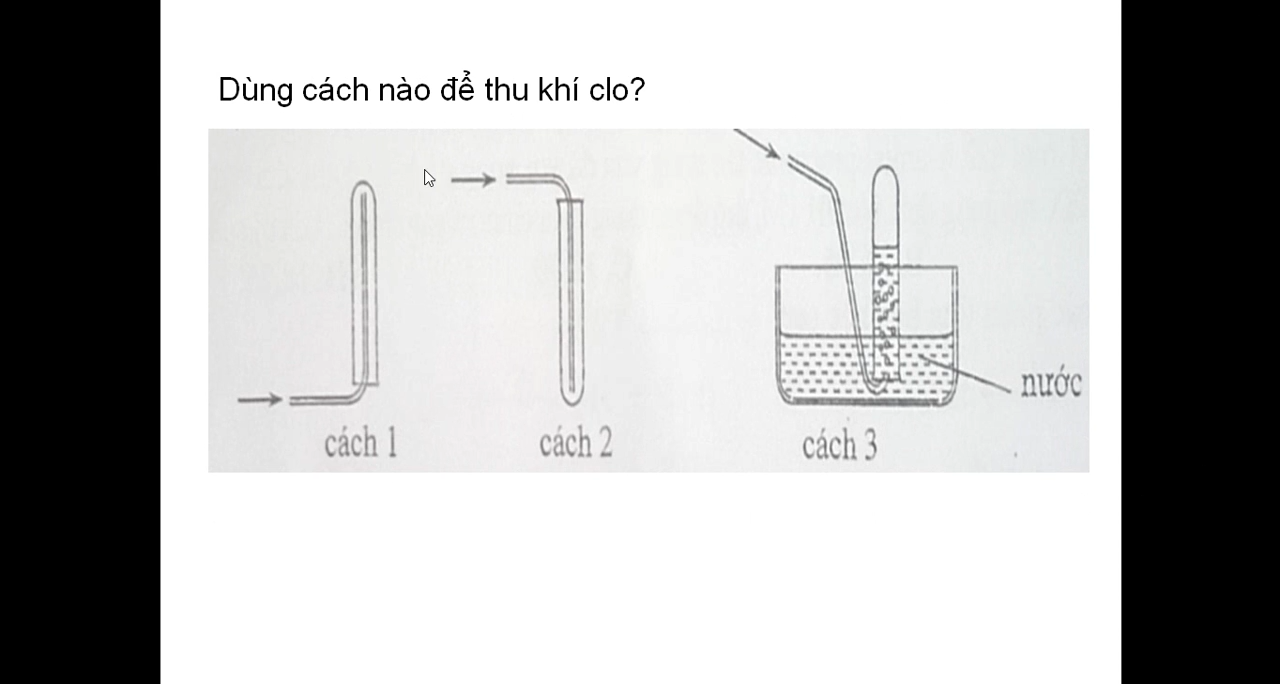 Dùng cách nào để thu khí clo?
nước
cách 1 cách 2 cách 3